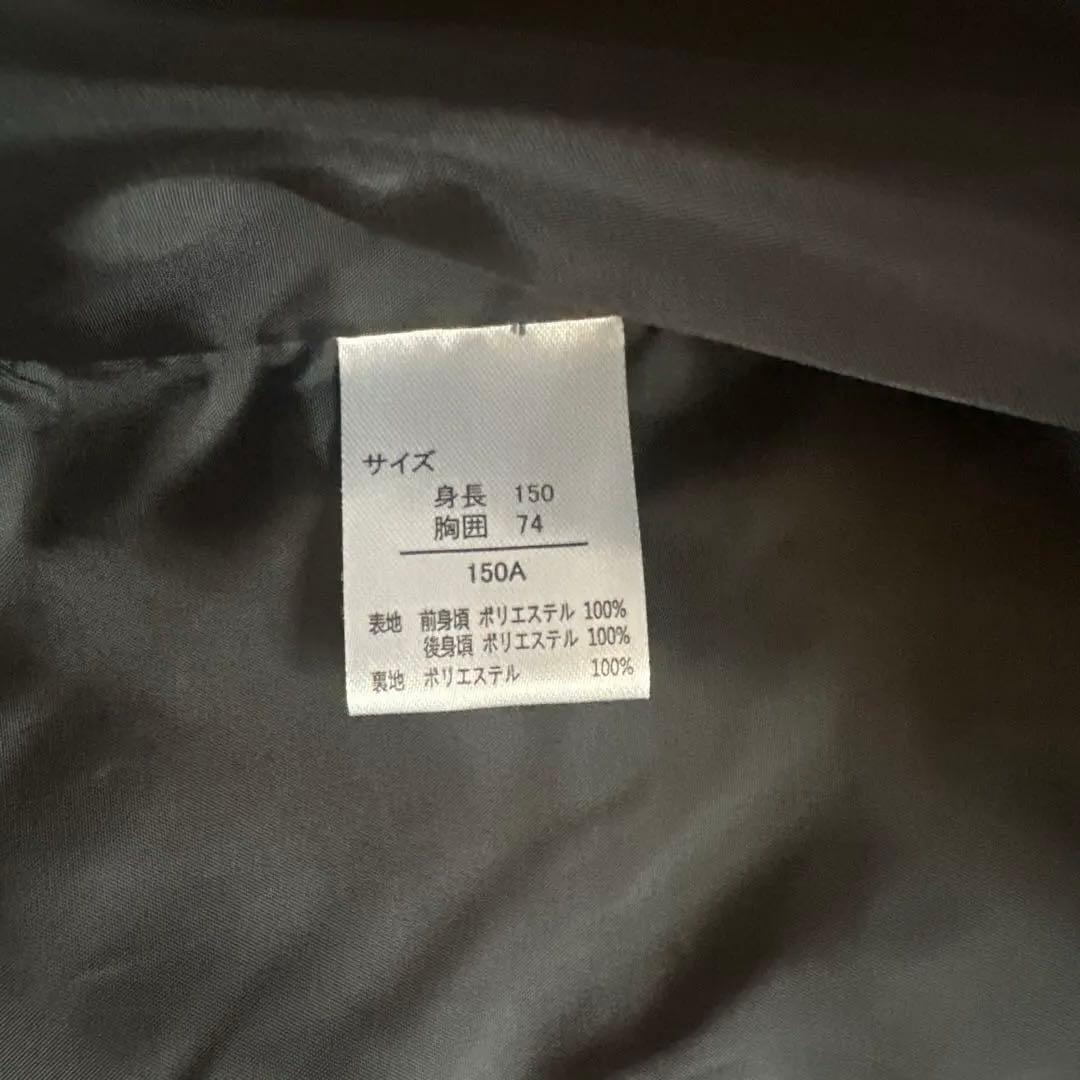 サイズ
身長 150
胸囲 74
150A
表地 前身頃 ポリエステル 100%
後身頃 ポリエステル 100%
裏地 ポリエステル 100%